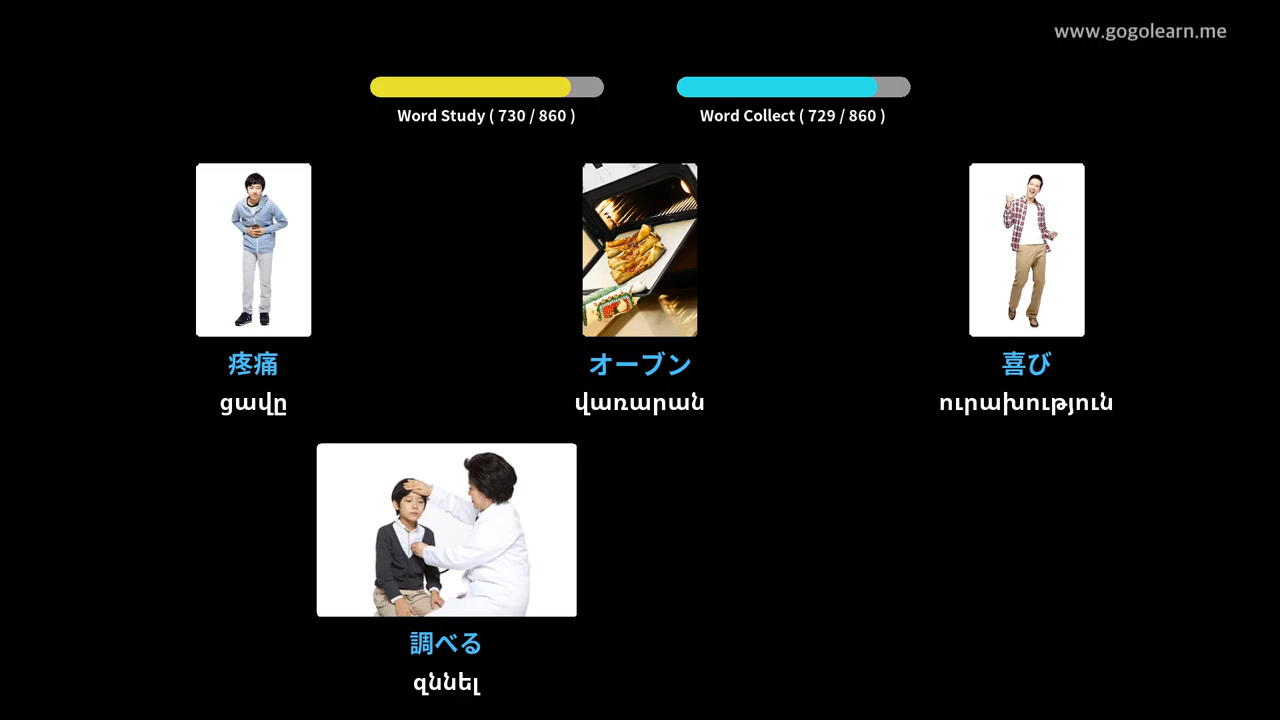 www.gogolearn.me
Word Study ( 730 / 860 )
Word Collect ( 729 / 860 )
疼痛
オーブン
喜び
ցավը
վառարան
ուրախություն
調べる
զննել